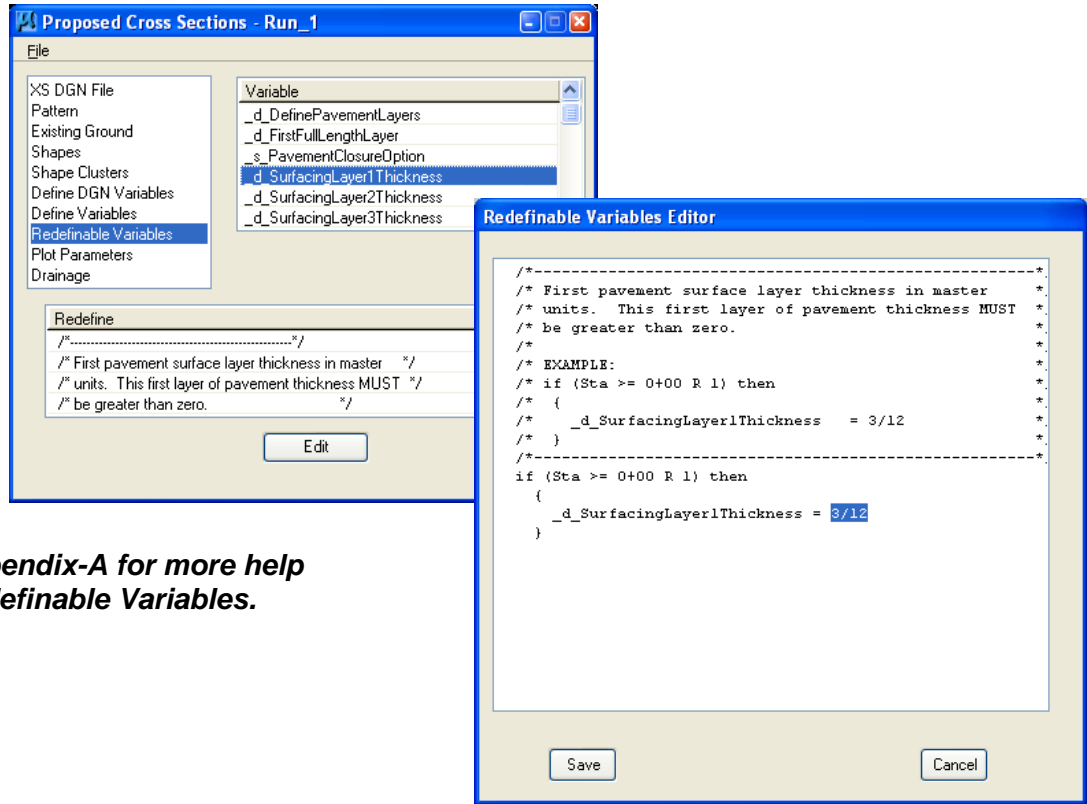 Proposed Cross Sections - Run_1
File
XS DGN File
Pattern
Existing Ground
Shapes
Shape Clusters
Define DGN Variables
Define Variables
Redefinable Variables
Plot Parameters
Drainage
Variable
_d_DefinePavementLayers
_d_FirstFullLengthLayer
_s_PavementClosureOption
_d_SurfacingLayer1Thickness
_d_SurfacingLayer2Thickness
_d_SurfacingLayer3Thickness
Redefine
/*----------------------------------------------------*/
/* First pavement surface layer thickness in master */
/* units. This first layer of pavement thickness MUST */
/* be greater than zero. */
Edit
pendix-A for more help
efinable Variables.
Redefinable Variables Editor
/*------------------------------------------------------*
/* First pavement surface layer thickness in master *
/* units. This first layer of pavement thickness MUST *
/* be greater than zero. *
/* *
/* EXAMPLE: *
/* if (Sta >= 0+00 R 1) then *
/* { *
/* _d_SurfacingLayer1Thickness = 3/12 *
/* } *
/*------------------------------------------------------*
if (Sta >= 0+00 R 1) then
{
_d_SurfacingLayer1Thickness = 3/12
}
Save
Cancel